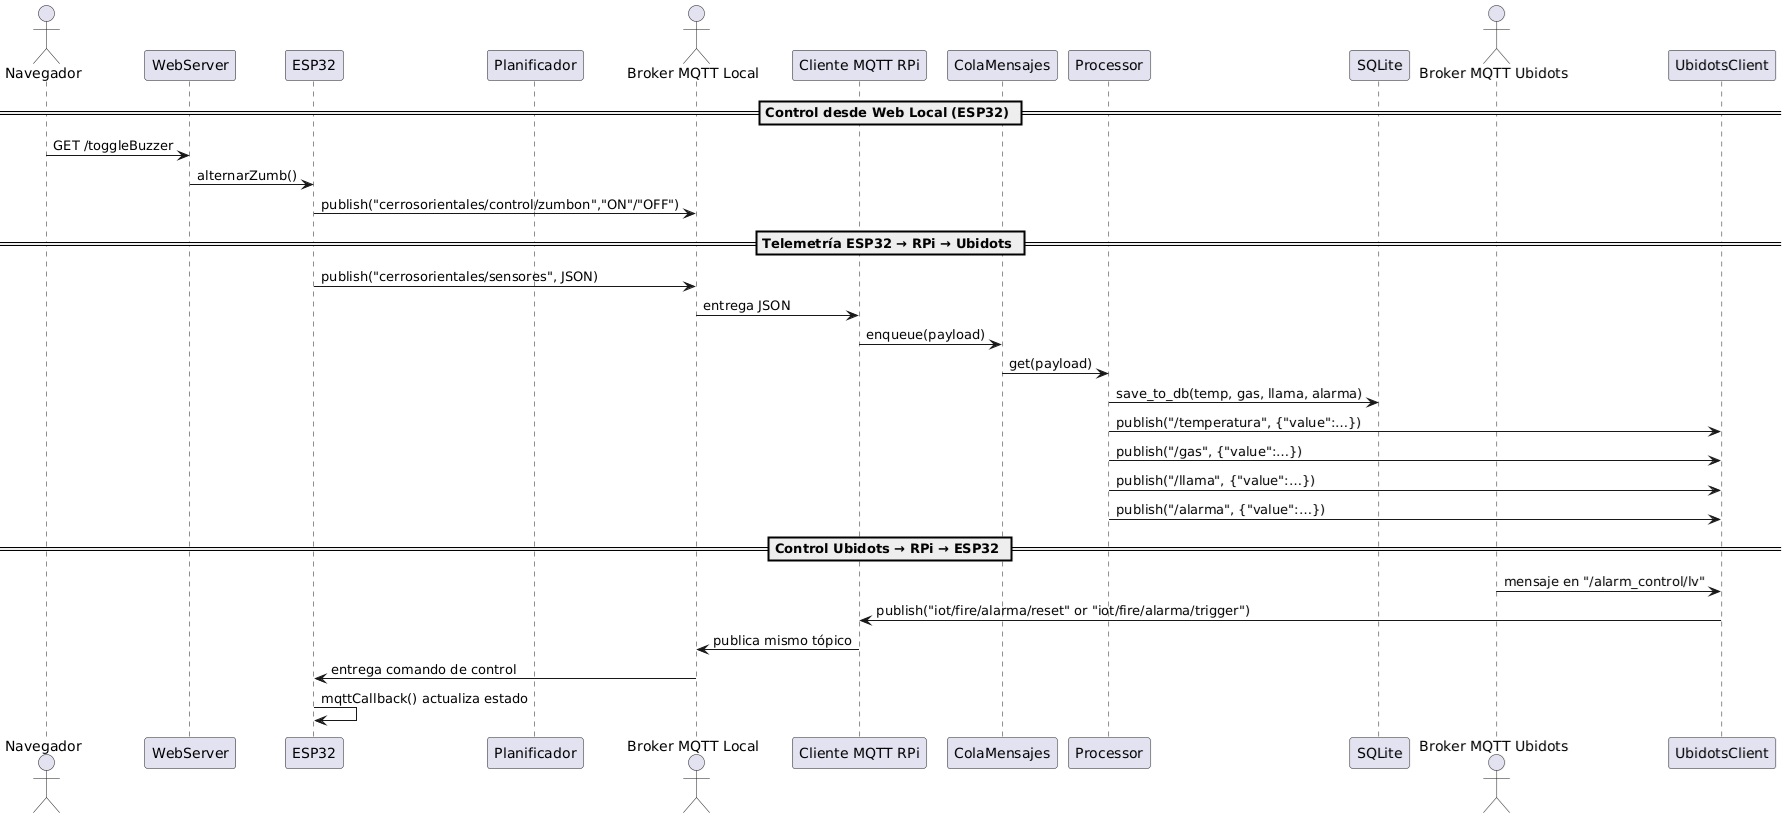 Navegador
WebServer
ESP32
Planificador
Broker MQTT Local
Cliente MQTT RPi
ColaMensajes
Processor
SQLite
Broker MQTT Ubidots
UbidotsClient
Control desde Web Local (ESP32)
GET /toggleBuzzer
alternarZumb()
publish("cerrosorientales/control/zumbon","ON"/"OFF")
Telemetría ESP32 → RPi → Ubidots
publish("cerrosorientales/sensores", JSON)
entrega JSON
enqueue(payload)
get(payload)
save_to_db(temp, gas, llama, alarma)
publish("/temperatura", {"value":...})
publish("/gas", {"value":...})
publish("/llama", {"value":...})
publish("/alarma", {"value":...})
Control Ubidots → RPi → ESP32
mensaje en "/alarm_control/lv"
publish("iot/fire/alarma/reset" or "iot/fire/alarma/trigger")
publica mismo tópico
entrega comando de control
mqttCallback() actualiza estado
Navegador
WebServer
ESP32
Planificador
Broker MQTT Local
Cliente MQTT RPi
ColaMensajes
Processor
SQLite
Broker MQTT Ubidots
UbidotsClient